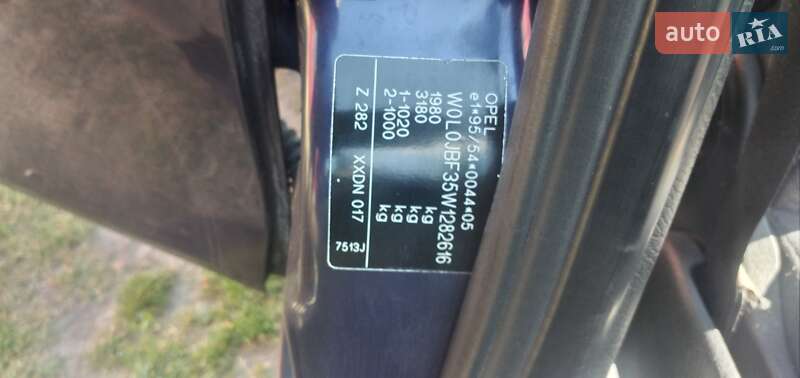 OPEL
e1*95/54*0044*05
W0L0JBF35W1282616
1980 kg
3180 kg
1-1020 kg
2-1000 kg
Z 282 XXDN 017
7513J
auto RIA
.com